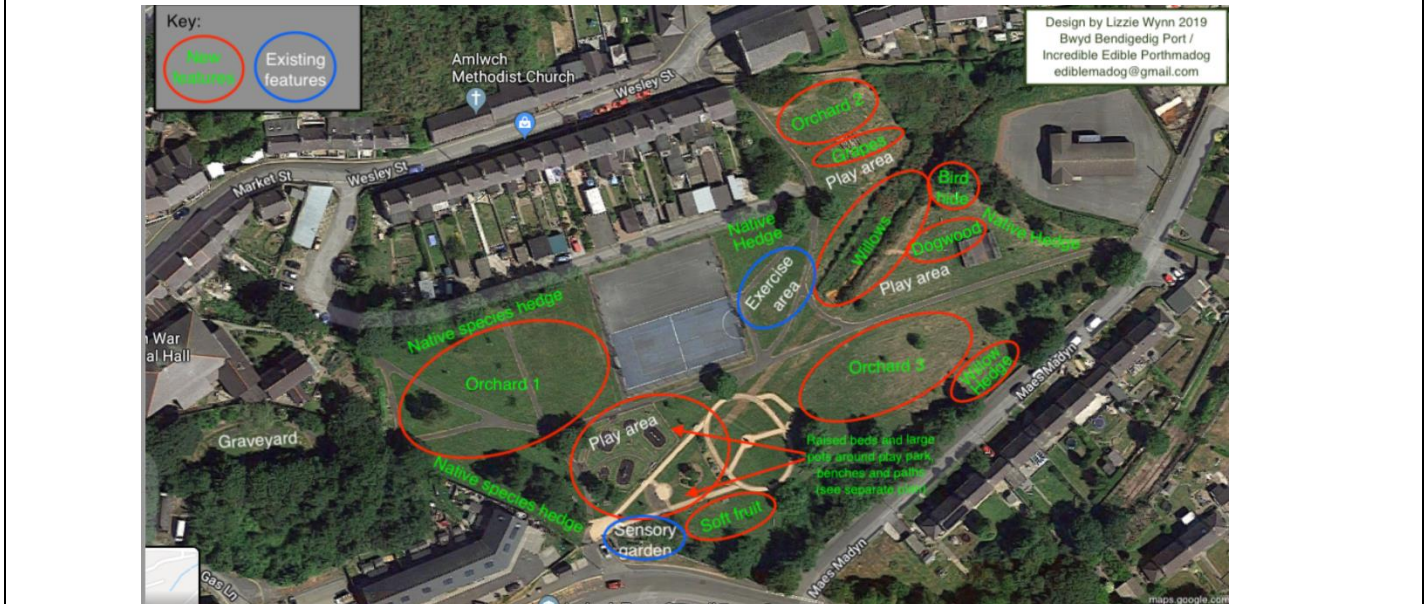 Key:
New
features
Existing
features
Design by Lizzie Wynn 2019
Bwyd Bendigedig Port /
Incredible Edible Porthmadog
ediblemadog@gmail.com
Amlwch
Methodist Church
Wesley St
Wesley St
Market St
Orchard 2
Grapes
Play area
Bird
hide
Native Hedge
Dogwood
Willows
Play area
Native
Hedge
Exercise
area
Native species hedge
Orchard 1
War
al Hall
Graveyard
Native species hedge
Play area
Orchard 3
Willow
Hedge
Maes Madyn
Raised beds and large
pots around play park,
benches and paths
(see separate plan)
Soft fruit
Sensory
garden
Gas Ln
Maes Madyn
maps.google.com